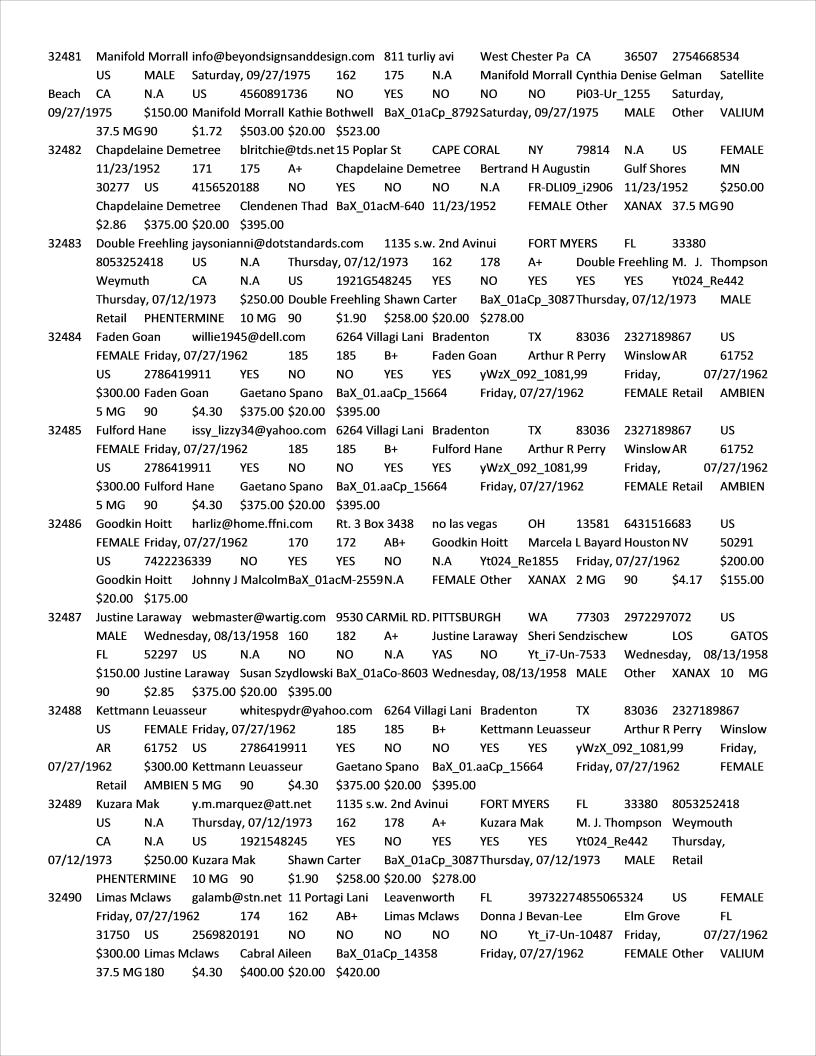 32481 Manifold Morrall info@beyondsignsanddesign.com 811 turliy avi West Chester Pa CA 36507 2754668534
US MALE Saturday, 09/27/1975 162 175 N.A Manifold Morrall Cynthia Denise Gelman Satellite
Beach CA N.A US 4560891736 NO YES NO NO NO Pi03-Ur_1255 Saturday,
09/27/1975 $150.00 Manifold Morrall Kathie Bothwell BaX_01aCp_8792 Saturday, 09/27/1975 MALE Other VALIUM
37.5 MG 90 $1.72 $503.00 $20.00 $523.00
32482 Chapdelaine Demetree blritchie@tds.net 15 Poplar St CAPE CORAL NY 79814 N.A US FEMALE
11/23/1952 171 175 A+ Chapdelaine Demetree Bertrand H Augustin Gulf Shores MN
30277 US 4156520188 NO YES NO NO N.A FR-DLI09_i2906 11/23/1952 $250.00
Chapdelaine Demetree Clendenen Thad BaX_01acM-640 11/23/1952 FEMALE Other XANAX 37.5 MG 90
$2.86 $375.00 $20.00 $395.00
32483 Double Freehling jaysonianni@dotstandards.com 1135 s.w. 2nd Avinui FORT MYERS FL 33380
8053252418 US N.A Thursday, 07/12/1973 162 178 A+ Double Freehling M. J. Thompson
Weymuth CA N.A US 1921G548245 YES NO YES YES YES Yt024_Re442
Thursday, 07/12/1973 $250.00 Double Freehling Shawn Carter BaX_01aCp_3087 Thursday, 07/12/1973 MALE
Retail PHENTERMINE 10 MG 90 $1.90 $258.00 $20.00 $278.00
32484 Faden Goan willie1945@dell.com 6264 Villagi Lani Bradenton TX 83036 2327189867 US
FEMALE Friday, 07/27/1962 185 185 B+ Faden Goan Arthur R Perry Winslow AR 61752
US 2786419911 YES NO NO YES YES yWzX_092_1081,99 Friday, 07/27/1962
$300.00 Faden Goan Gaetano Spano BaX_01.aaCp_15664 Friday, 07/27/1962 FEMALE Retail AMBIEN
5 MG 90 $4.30 $375.00 $20.00 $395.00
32485 Fulford Hane issy_lizzy34@yahoo.com 6264 Villagi Lani Bradenton TX 83036 2327189867 US
FEMALE Friday, 07/27/1962 185 185 B+ Fulford Hane Arthur R Perry Winslow AR 61752
US 2786419911 YES NO NO YES YES yWzX_092_1081,99 Friday, 07/27/1962
$300.00 Fulford Hane Gaetano Spano BaX_01.aaCp_15664 Friday, 07/27/1962 FEMALE Retail AMBIEN
5 MG 90 $4.30 $375.00 $20.00 $395.00
32486 Goodkin Hoitt harliz@home.ffni.com Rt. 3 Box 3438 no las vegas OH 13581 6431516683 US
FEMALE Friday, 07/27/1962 170 172 AB+ Goodkin Hoitt Marcela L Bayard Houston NV 50291
US 7422236339 NO YES YES NO N.A Yt024_Re1855 Friday, 07/27/1962 $200.00
Goodkin Hoitt Johnny J Malcolm BaX_01acM-2559 N.A FEMALE Other XANAX 2 MG 90 $4.17 $155.00
$20.00 $175.00
32487 Justine Laraway webmaster@wartig.com 9530 CARMiL RD. PITTSBURGH WA 77303 2972297072 US
MALE Wednesday, 08/13/1958 160 182 A+ Justine Laraway Sheri Sendzischew LOS GATOS
FL 52297 US N.A NO NO N.A YAS NO Yt_i7-Un-7533 Wednesday, 08/13/1958
$150.00 Justine Laraway Susan Szydlowski BaX_01aCo-8603 Wednesday, 08/13/1958 MALE Other XANAX 10 MG
90 $2.85 $375.00 $20.00 $395.00
32488 Kettmann Leuasseur whitespydr@yahoo.com 6264 Villagi Lani Bradenton TX 83036 2327189867
US FEMALE Friday, 07/27/1962 185 185 B+ Kettmann Leuasseur Arthur R Perry Winslow
AR 61752 US 2786419911 YES NO NO YES YES yWzX_092_1081,99 Friday,
07/27/1962 $300.00 Kettmann Leuasseur Gaetano Spano BaX_01.aaCp_15664 Friday, 07/27/1962 FEMALE
Retail AMBIEN 5 MG 90 $4.30 $375.00 $20.00 $395.00
32489 Kuzara Mak y.m.marquez@att.net 1135 s.w. 2nd Avinui FORT MYERS FL 33380 8053252418
US N.A Thursday, 07/12/1973 162 178 A+ Kuzara Mak M. J. Thompson Weymouth
CA N.A US 1921548245 YES NO YES YES YES Yt024_Re442 Thursday,
07/12/1973 $250.00 Kuzara Mak Shawn Carter BaX_01aCp_3087 Thursday, 07/12/1973 MALE Retail
PHENTERMINE 10 MG 90 $1.90 $258.00 $20.00 $278.00
32490 Limas Mclaws galamb@stn.net 11 Portagi Lani Leavenworth FL 39732274855065324 US FEMALE
Friday, 07/27/1962 174 162 AB+ Limas Mclaws Donna J Bevan-Lee Elm Grove FL
31750 US 2569820191 NO NO NO NO NO Yt_i7-Un-10487 Friday, 07/27/1962
$300.00 Limas Mclaws Cabral Aileen BaX_01aCp_14358 Friday, 07/27/1962 FEMALE Other VALIUM
37.5 MG 180 $4.30 $400.00 $20.00 $420.00